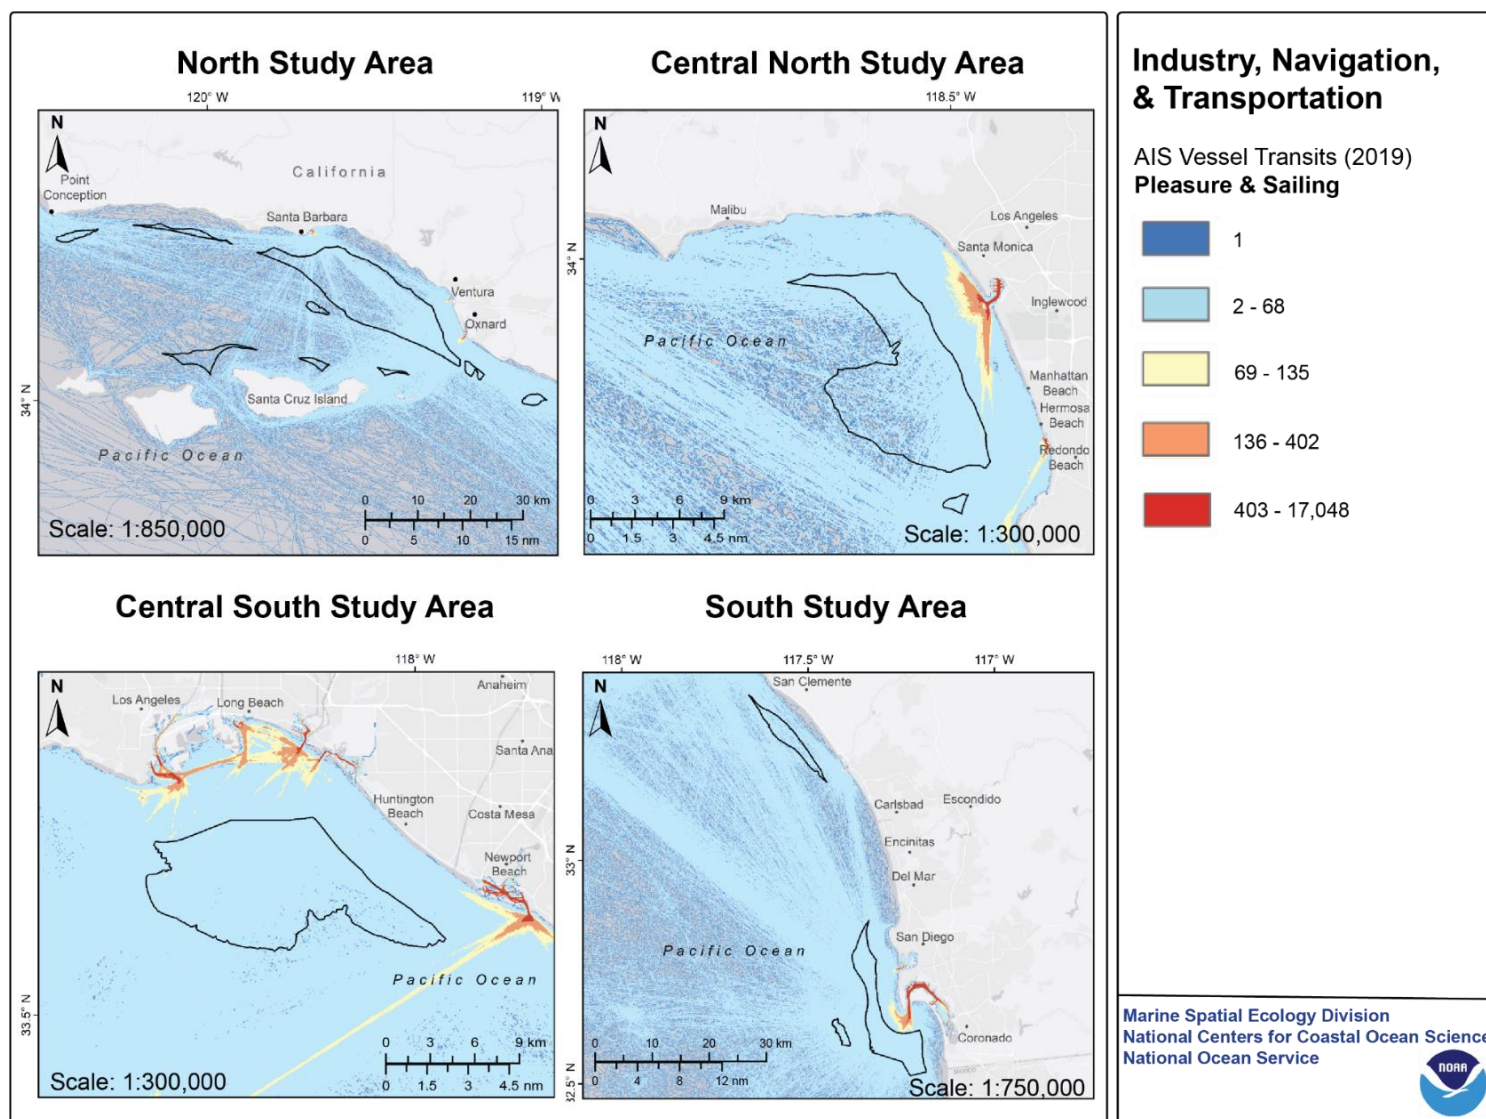 North Study Area
120° W
119° W
N
California
Point
Conception
Santa Barbara
Ventura
Oxnard
34° N
Santa Cruz Island
Pacific Ocean
0 10 20 30 km
0 5 10 15 nm
Scale: 1:850,000
Central North Study Area
118.5° W
N
Malibu
Los Angeles
Santa Monica
34° N
Inglewood
Pacific Ocean
Manhattan
Beach
Hermosa
Beach
Redondo
Beach
0 3 6 9 km
0 1.5 3 4.5 nm
Scale: 1:300,000
Central South Study Area
118° W
N
Anaheim
Los Angeles
Long Beach
Santa Ana
Huntington
Beach
Costa Mesa
Newport
Beach
Pacific Ocean
33.5° N
0 3 6 9 km
0 1.5 3 4.5 nm
Scale: 1:300,000
South Study Area
118° W
117.5° W
117° W
San Clemente
N
Carlsbad
Escondido
Encinitas
33° N
Del Mar
San Diego
Pacific Ocean
Coronado
MEXICO
0 10 20 30 km
0 4 8 12 nm
32.5° N
Scale: 1:750,000
Industry, Navigation,
& Transportation
AIS Vessel Transits (2019)
Pleasure & Sailing
1
2 - 68
69 - 135
136 - 402
403 - 17,048
Marine Spatial Ecology Division
National Centers for Coastal Ocean Science
National Ocean Service
NOAA